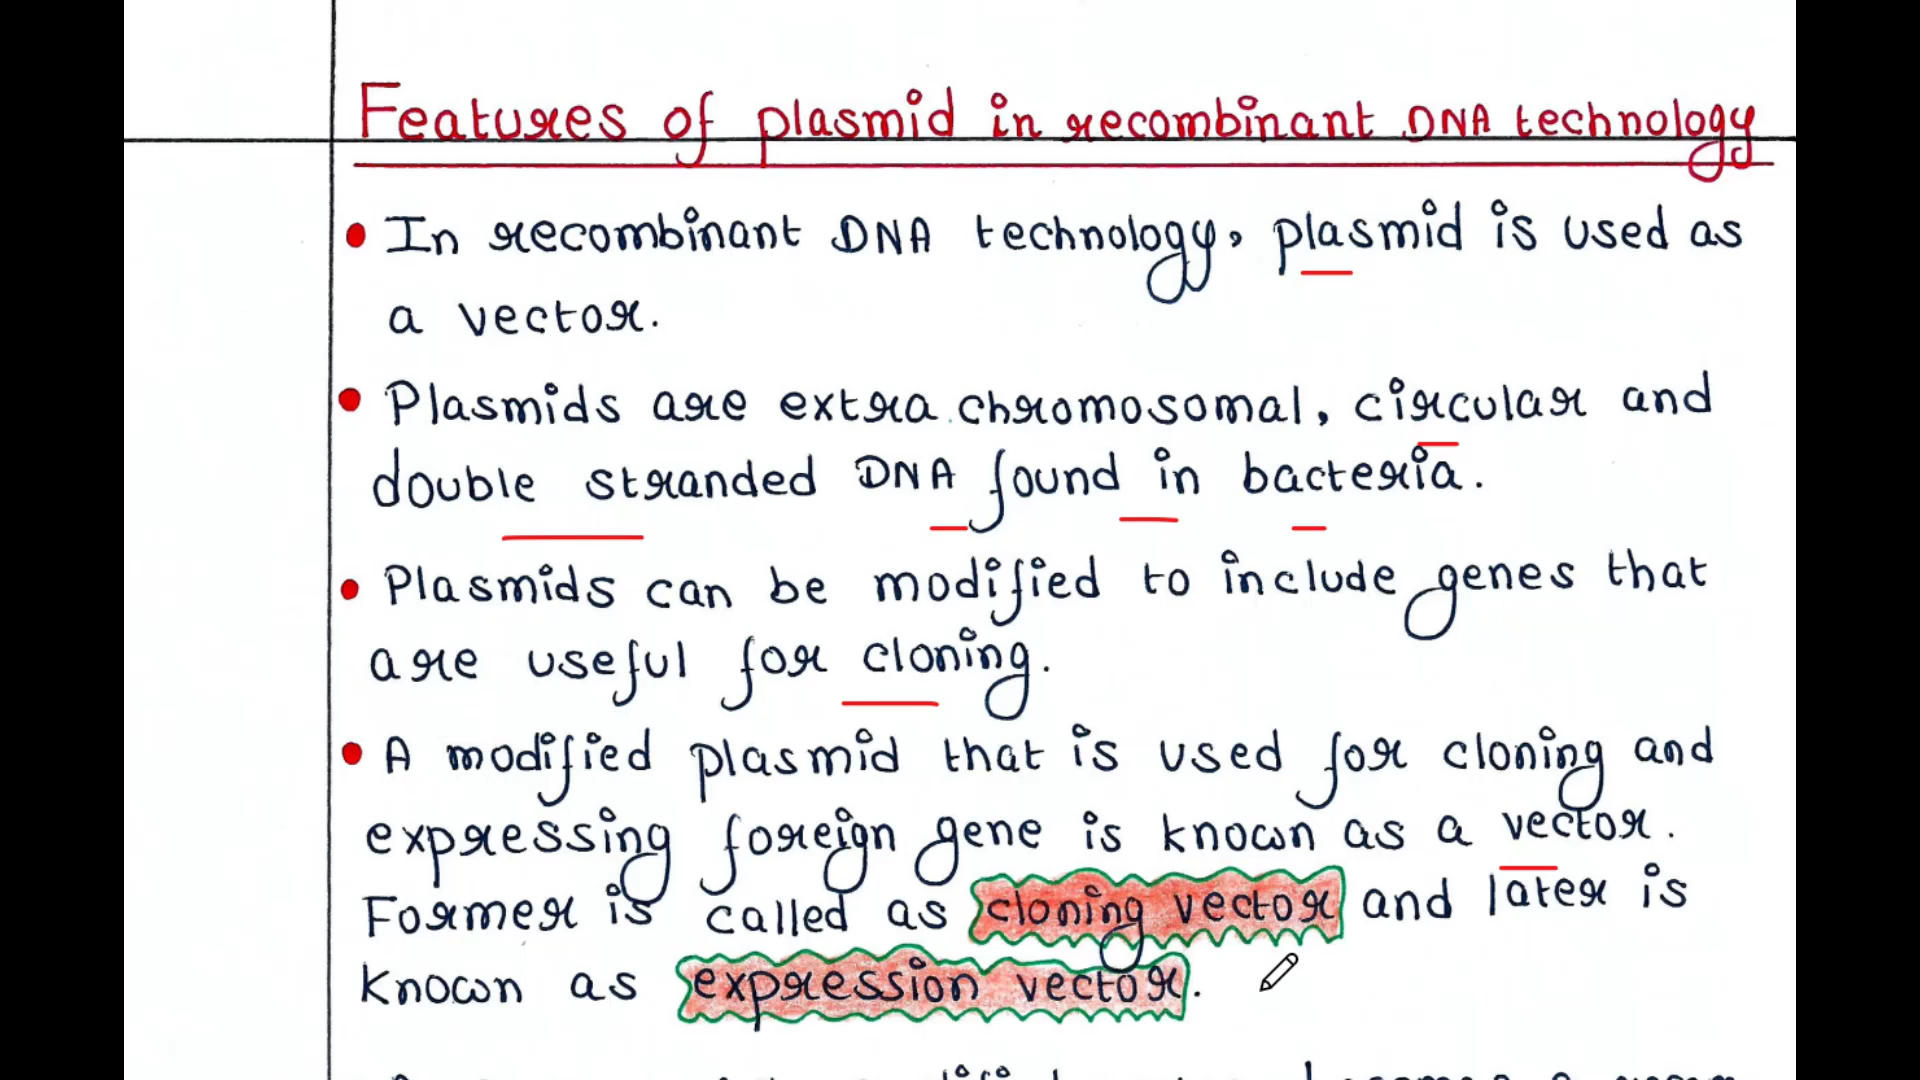 Features of plasmid in recombinant DNA technology
• In recombinant DNA technology, plasmid is used as
a vector.
• Plasmids are extra chromosomal, circular and
double stranded DNA found in bacteria.
• Plasmids can be modified to include genes that
are useful for cloning.
• A modified plasmid that is used for cloning and
expressing foreign gene is known as a vector.
Former is called as cloning vector and later is
known as expression vector.